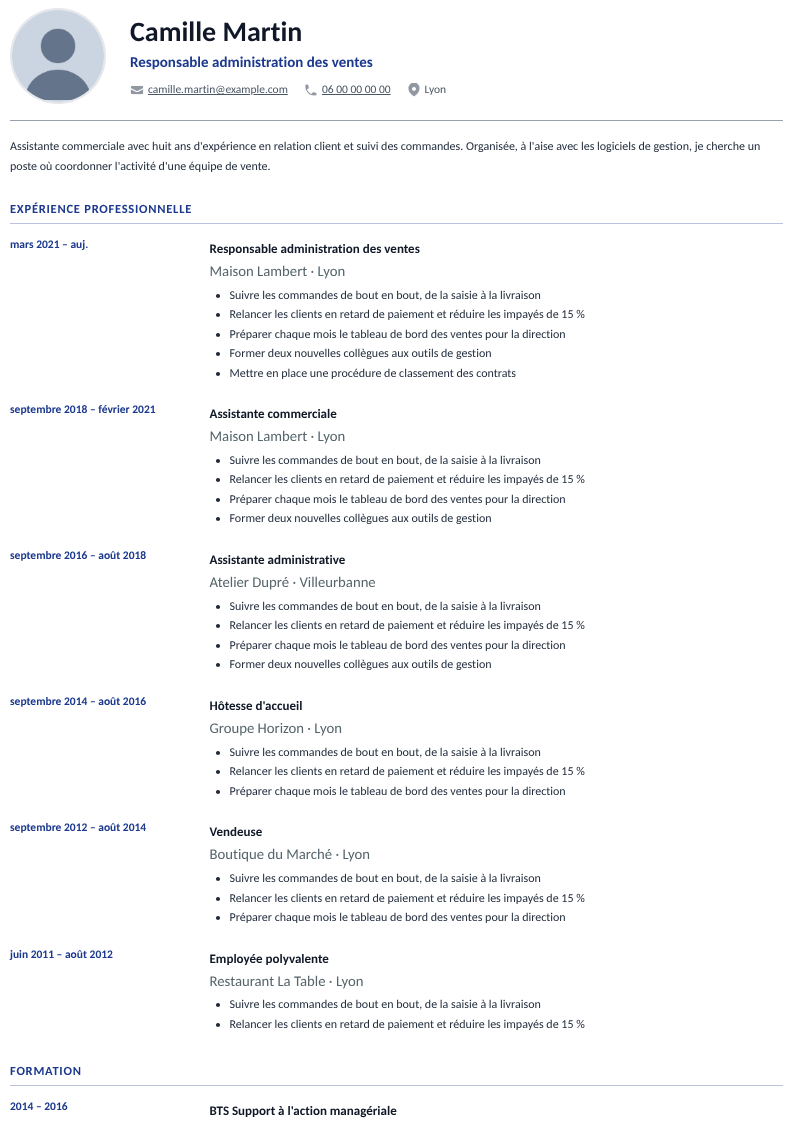 Camille Martin
Responsable administration des ventes
camille.martin@example.com 06 00 00 00 00 Lyon
Assistante commerciale avec huit ans d'expérience en relation client et suivi des commandes. Organisée, à l'aise avec les logiciels de gestion, je cherche un
poste où coordonner l'activité d'une équipe de vente.
EXPÉRIENCE PROFESSIONNELLE
mars 2021 – auj.
Responsable administration des ventes
Maison Lambert · Lyon
• Suivre les commandes de bout en bout, de la saisie à la livraison
• Relancer les clients en retard de paiement et réduire les impayés de 15 %
• Préparer chaque mois le tableau de bord des ventes pour la direction
• Former deux nouvelles collègues aux outils de gestion
• Mettre en place une procédure de classement des contrats
septembre 2018 – février 2021
Assistante commerciale
Maison Lambert · Lyon
• Suivre les commandes de bout en bout, de la saisie à la livraison
• Relancer les clients en retard de paiement et réduire les impayés de 15 %
• Préparer chaque mois le tableau de bord des ventes pour la direction
• Former deux nouvelles collègues aux outils de gestion
septembre 2016 – août 2018
Assistante administrative
Atelier Dupré · Villeurbanne
• Suivre les commandes de bout en bout, de la saisie à la livraison
• Relancer les clients en retard de paiement et réduire les impayés de 15 %
• Préparer chaque mois le tableau de bord des ventes pour la direction
• Former deux nouvelles collègues aux outils de gestion
septembre 2014 – août 2016
Hôtesse d'accueil
Groupe Horizon · Lyon
• Suivre les commandes de bout en bout, de la saisie à la livraison
• Relancer les clients en retard de paiement et réduire les impayés de 15 %
• Préparer chaque mois le tableau de bord des ventes pour la direction
septembre 2012 – août 2014
Vendeuse
Boutique du Marché · Lyon
• Suivre les commandes de bout en bout, de la saisie à la livraison
• Relancer les clients en retard de paiement et réduire les impayés de 15 %
• Préparer chaque mois le tableau de bord des ventes pour la direction
juin 2011 – août 2012
Employée polyvalente
Restaurant La Table · Lyon
• Suivre les commandes de bout en bout, de la saisie à la livraison
• Relancer les clients en retard de paiement et réduire les impayés de 15 %
FORMATION
2014 – 2016
BTS Support à l'action managériale